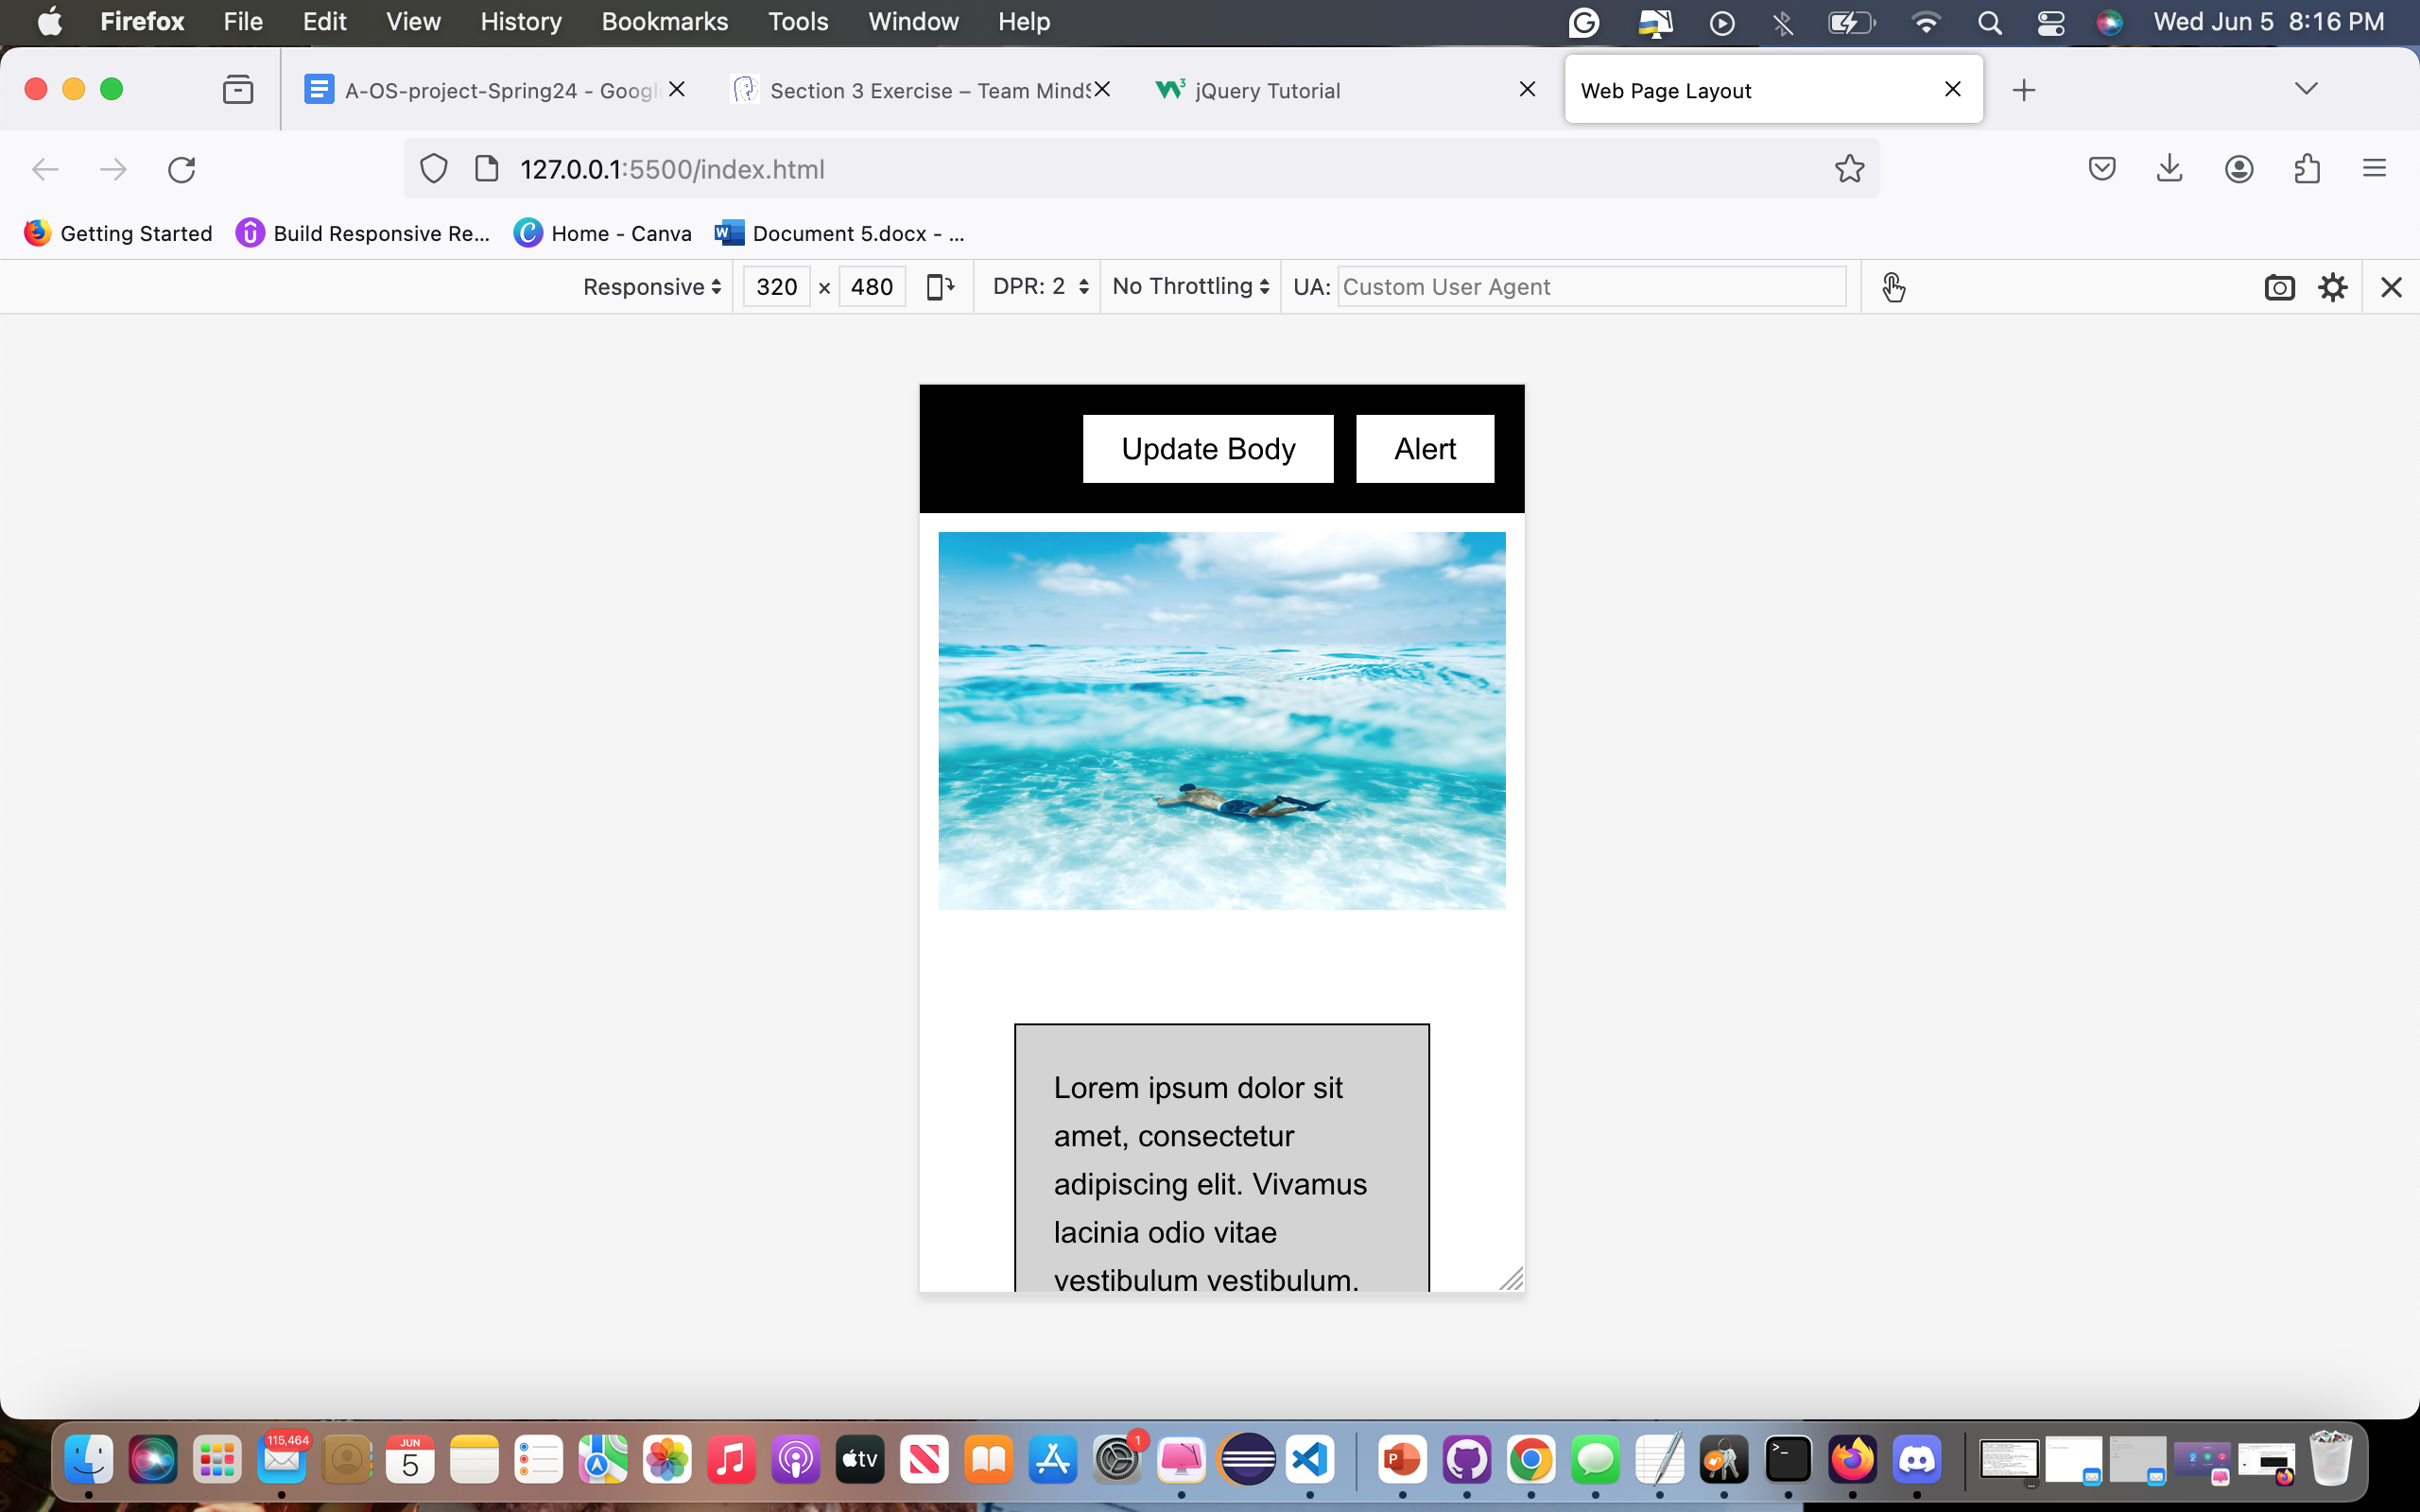 Firefox File Edit View History Bookmarks Tools Window Help Wed Jun 5 8:16 PM
A-OS-project-Spring24 - Googl Section 3 Exercise – Team MindS jQuery Tutorial Web Page Layout
127.0.0.1:5500/index.html
Getting Started Build Responsive Re... Home - Canva Document 5.docx - ...
Responsive 320 × 480 DPR: 2 No Throttling UA: Custom User Agent
Update Body Alert
Lorem ipsum dolor sit
amet, consectetur
adipiscing elit. Vivamus
lacinia odio vitae
vestibulum vestibulum.
115,464 JUN 5 tv 1